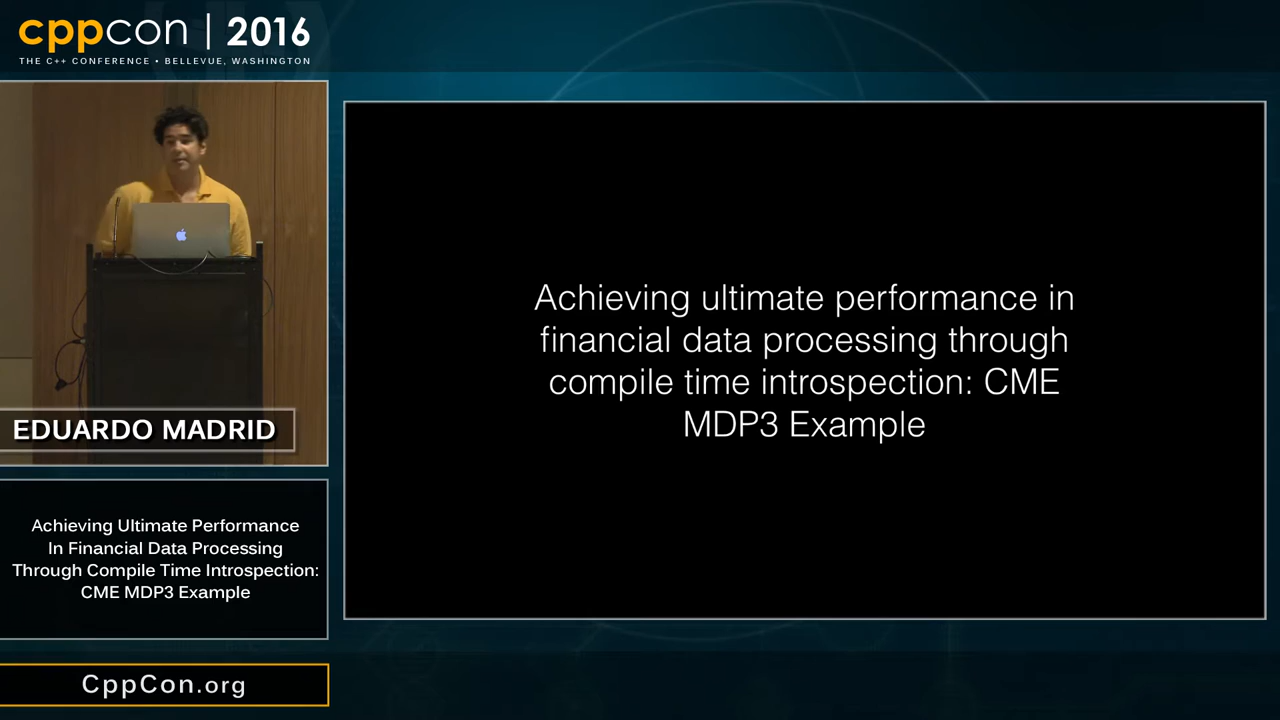 cppcon | 2016
THE C++ CONFERENCE • BELLEVUE, WASHINGTON
EDUARDO MADRID
Achieving Ultimate Performance
In Financial Data Processing
Through Compile Time Introspection:
CME MDP3 Example
CppCon.org
Achieving ultimate performance in
financial data processing through
compile time introspection: CME
MDP3 Example